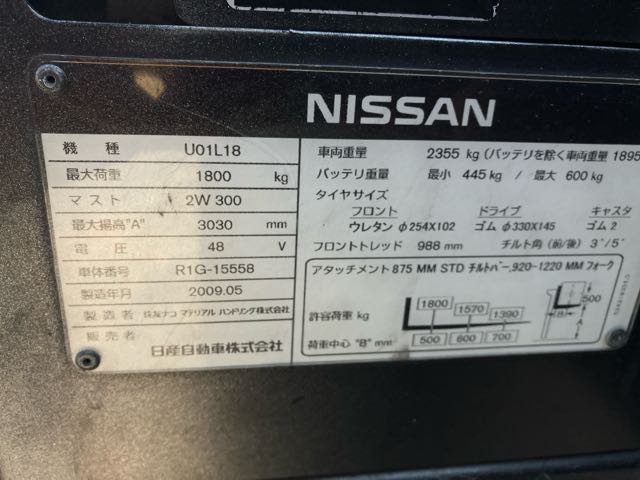 NISSAN
機種 U01L18
最大荷重 1800 kg
マスト 2W300
最大揚高"A" 3030 mm
電圧 48 V
車体番号 R1G-15558
製造年月 2009.05
製造者 住友ナコ マテリアル ハンドリング株式会社
販売者 日産自動車株式会社
車両重量 2355 kg (バッテリを除く車両重量 1895
バッテリ重量 最小 445 kg / 最大 600 kg
タイヤサイズ
フロント ドライブ キャスタ
ウレタン φ254X102 ゴム φ330X145 ゴム 2
フロントトレッド 988 mm チルト角 (前/後) 3°/5°
アタッチメント 875 MM STD チルトバー,920-1220 MM フォーク
許容荷重 kg 1800 1570 1390
荷重中心 "B" mm 500 600 700
500
B
A